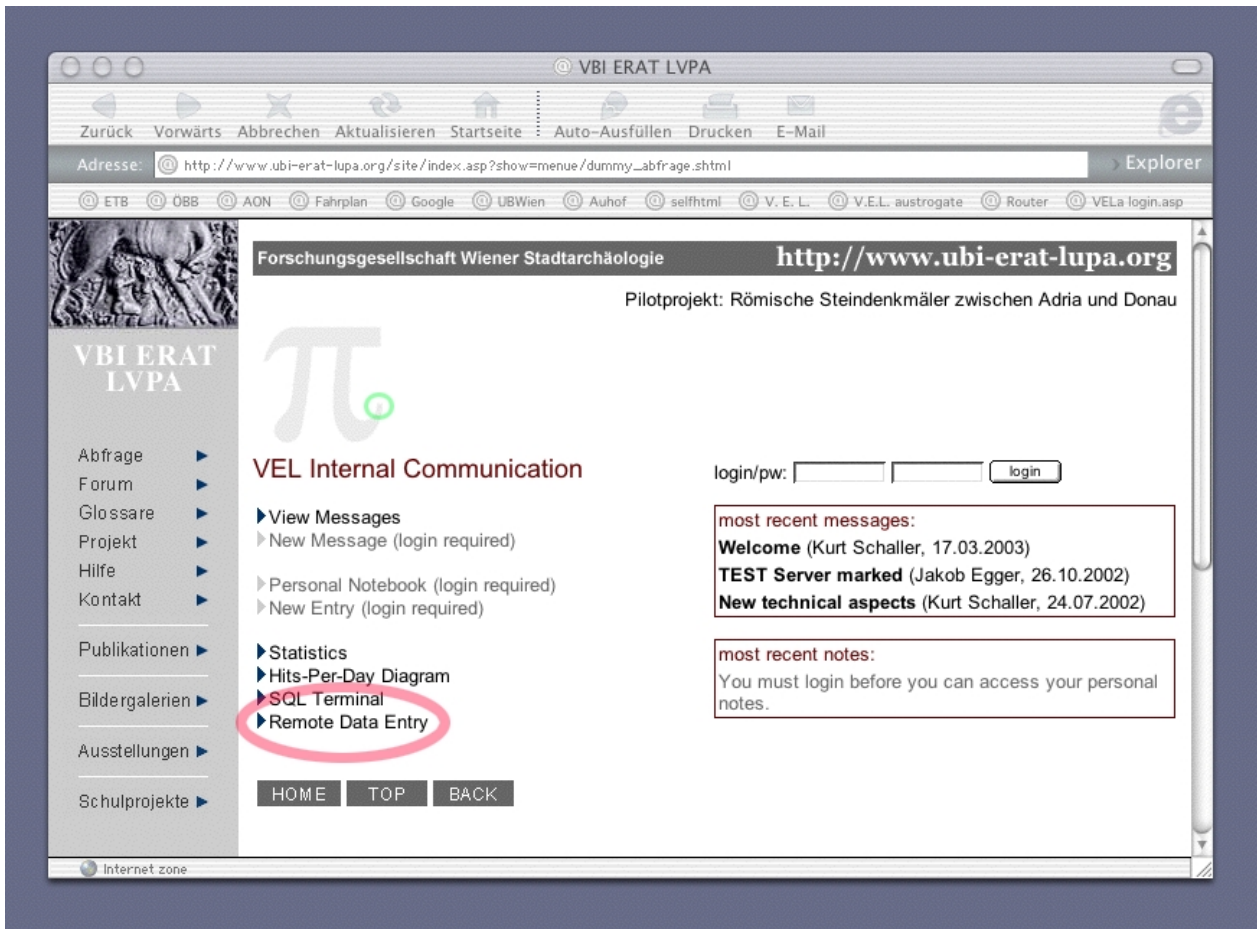 @ VBI ERAT LVPA
Zurück Vorwärts Abbrechen Aktualisieren Startseite Auto-Ausfüllen Drucken E-Mail
Adresse: @ http://www.ubi-erat-lupa.org/site/index.asp?show=menue/dummy_abfrage.shtml Explorer
@ ETB @ ÖBB @ AON @ Fahrplan @ Google @ UBWien @ Auhof @ selfhtml @ V. E. L. @ V.E.L. austrogate @ Router @ VELa login.asp
Forschungsgesellschaft Wiener Stadtarchäologie http://www.ubi-erat-lupa.org
Pilotprojekt: Römische Steindenkmäler zwischen Adria und Donau
VBI ERAT
LVPA
π
Abfrage
Forum
Glossare
Projekt
Hilfe
Kontakt
Publikationen
Bildergalerien
Ausstellungen
Schulprojekte
VEL Internal Communication
View Messages
New Message (login required)
Personal Notebook (login required)
New Entry (login required)
Statistics
Hits-Per-Day Diagram
SQL Terminal
Remote Data Entry
HOME TOP BACK
login/pw: login
most recent messages:
Welcome (Kurt Schaller, 17.03.2003)
TEST Server marked (Jakob Egger, 26.10.2002)
New technical aspects (Kurt Schaller, 24.07.2002)
most recent notes:
You must login before you can access your personal
notes.
Internet zone